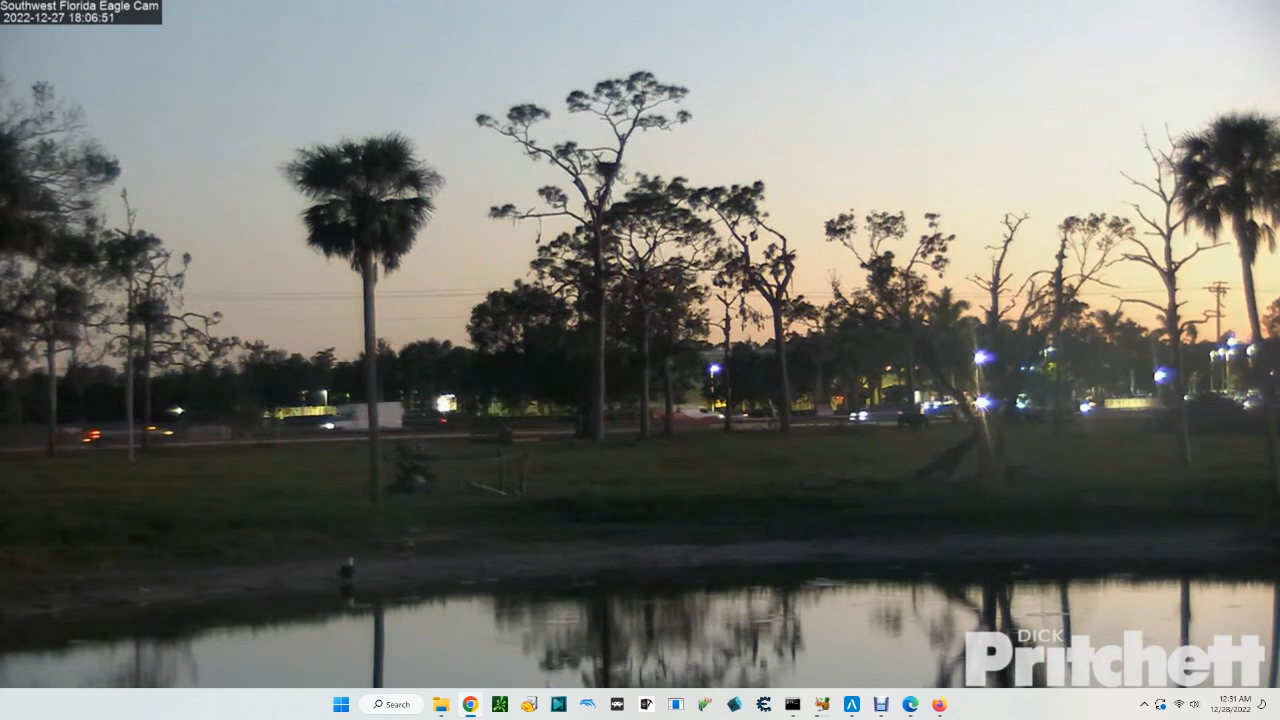 Southwest Florida Eagle Cam
2022-12-27 18:06:51
DICK
Pritchett
Search
12:31 AM
12/28/2022